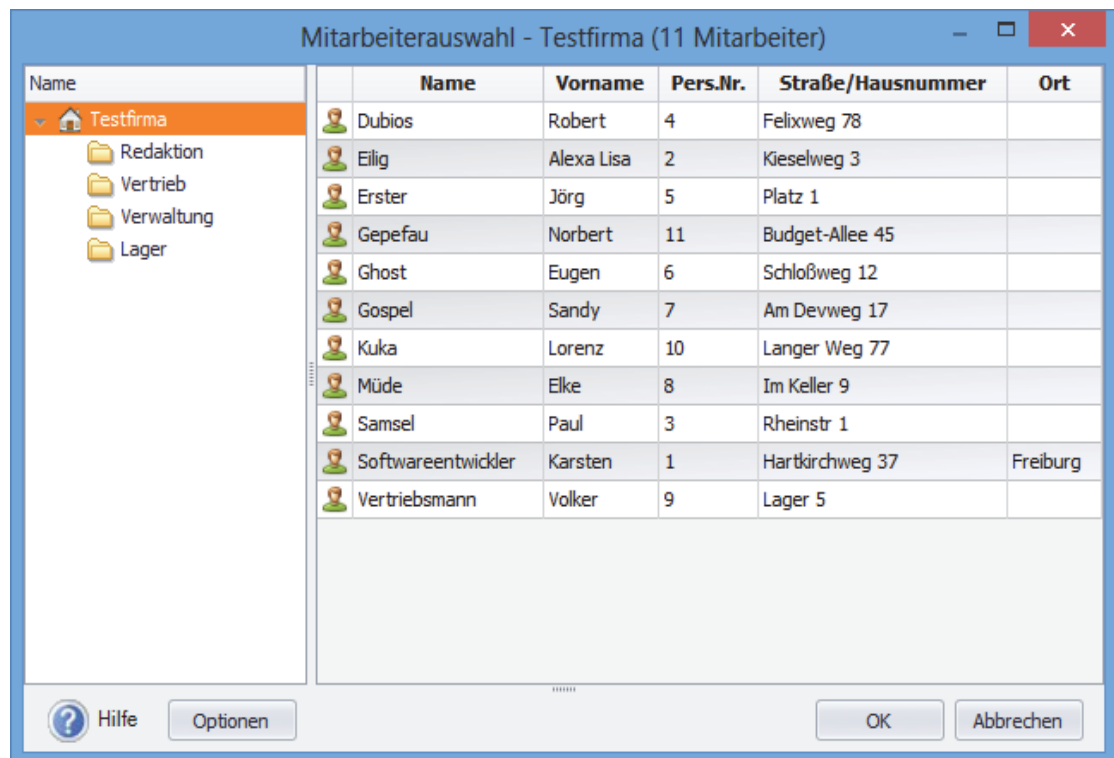 Mitarbeiterauswahl - Testfirma (11 Mitarbeiter)
Name
Testfirma
Redaktion
Vertrieb
Verwaltung
Lager
Name Vorname Pers.Nr. Straße/Hausnummer Ort
Dubios Robert 4 Felixweg 78
Eilig Alexa Lisa 2 Kieselweg 3
Erster Jörg 5 Platz 1
Gepefau Norbert 11 Budget-Allee 45
Ghost Eugen 6 Schloßweg 12
Gospel Sandy 7 Am Devweg 17
Kuka Lorenz 10 Langer Weg 77
Müde Elke 8 Im Keller 9
Samsel Paul 3 Rheinstr 1
Softwareentwickler Karsten 1 Hartkirchweg 37 Freiburg
Vertriebsmann Volker 9 Lager 5
? Hilfe Optionen OK Abbrechen